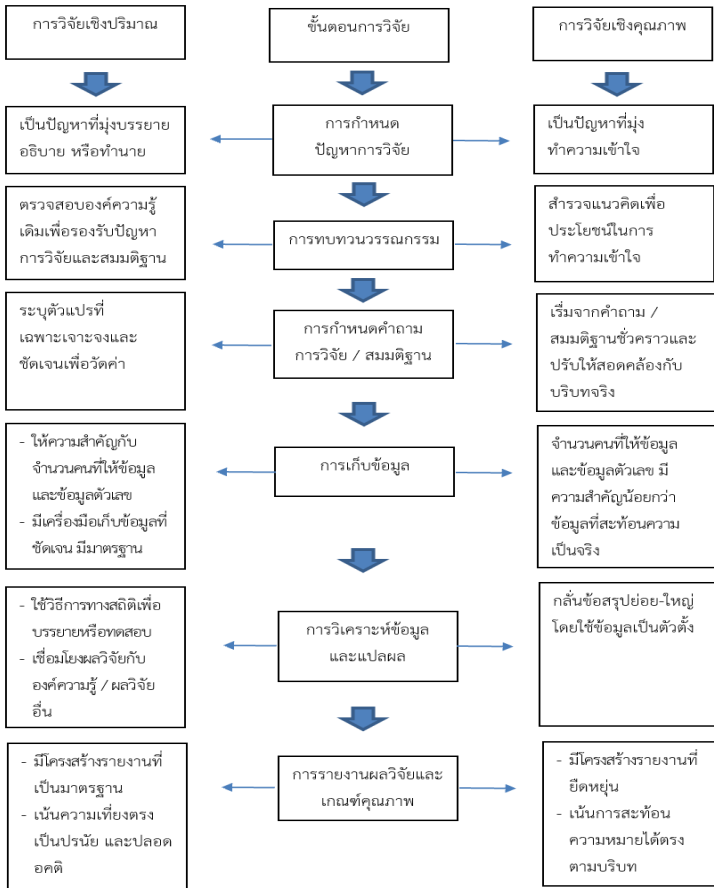 การวิจัยเชิงปริมาณ
ขั้นตอนการวิจัย
การวิจัยเชิงคุณภาพ
เป็นปัญหาที่มุ่งบรรยาย
อธิบาย หรือทำนาย
การกำหนด
ปัญหาการวิจัย
เป็นปัญหาที่มุ่ง
ทำความเข้าใจ
ตรวจสอบองค์ความรู้
เดิมเพื่อรองรับปัญหา
การวิจัยและสมมติฐาน
การทบทวนวรรณกรรม
สำรวจแนวคิดเพื่อ
ประโยชน์ในการ
ทำความเข้าใจ
ระบุตัวแปรที่
เฉพาะเจาะจงและ
ชัดเจนเพื่อวัดค่า
การกำหนดคำถาม
การวิจัย / สมมติฐาน
เริ่มจากคำถาม /
สมมติฐานชั่วคราวและ
ปรับให้สอดคล้องกับ
บริบทจริง
- ให้ความสำคัญกับ
จำนวนคนที่ให้ข้อมูล
และข้อมูลตัวเลข
- มีเครื่องมือเก็บข้อมูลที่
ชัดเจน มีมาตรฐาน
การเก็บข้อมูล
จำนวนคนที่ให้ข้อมูล
และข้อมูลตัวเลข มี
ความสำคัญน้อยกว่า
ข้อมูลที่สะท้อนความ
เป็นจริง
- ใช้วิธีการทางสถิติเพื่อ
บรรยายหรือทดสอบ
- เชื่อมโยงผลวิจัยกับ
องค์ความรู้ / ผลวิจัย
อื่น
การวิเคราะห์ข้อมูล
และแปลผล
กลั่นข้อสรุปย่อย-ใหญ่
โดยใช้ข้อมูลเป็นตัวตั้ง
- มีโครงสร้างรายงานที่
เป็นมาตรฐาน
- เน้นความเที่ยงตรง
เป็นปรนัย และปลอด
อคติ
การรายงานผลวิจัยและ
เกณฑ์คุณภาพ
- มีโครงสร้างรายงานที่
ยืดหยุ่น
- เน้นการสะท้อน
ความหมายได้ตรง
ตามบริบท